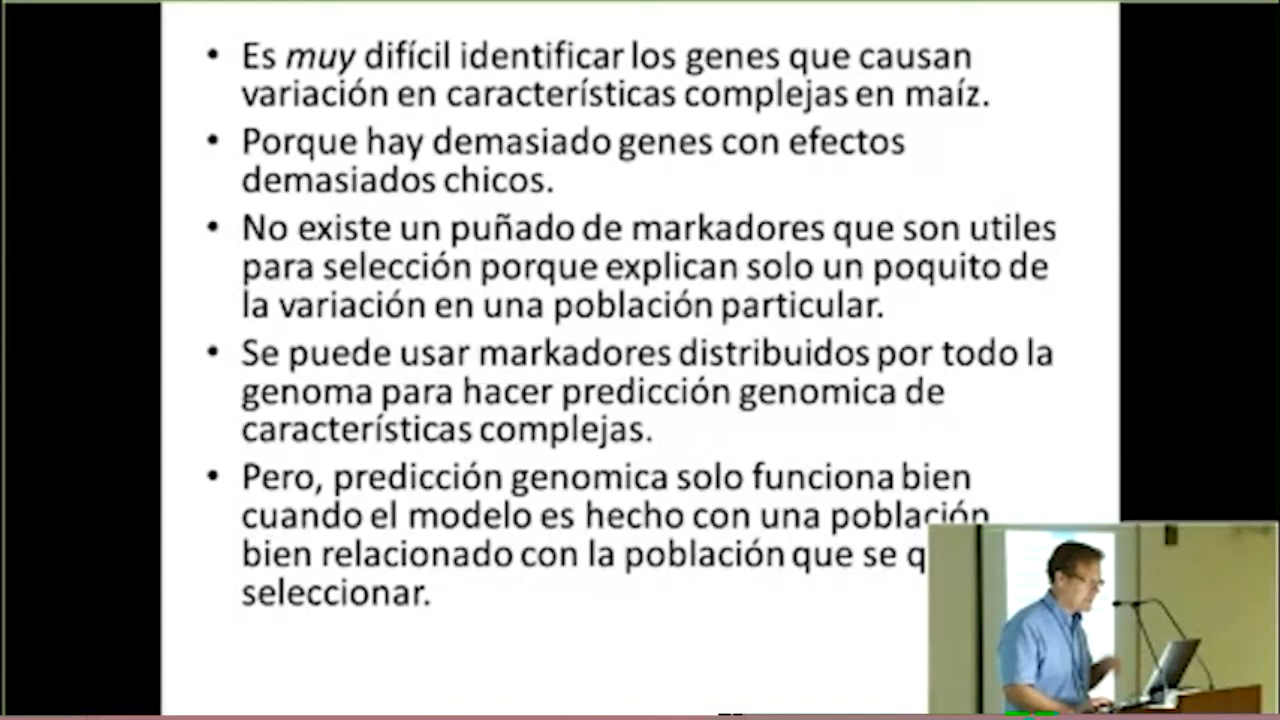 • Es muy difícil identificar los genes que causan
variación en características complejas en maíz.
• Porque hay demasiado genes con efectos
demasiados chicos.
• No existe un puñado de markadores que son utiles
para selección porque explican solo un poquito de
la variación en una población particular.
• Se puede usar markadores distribuidos por todo la
genoma para hacer predicción genomica de
características complejas.
• Pero, predicción genomica solo funciona bien
cuando el modelo es hecho con una población
bien relacionado con la población que se q
seleccionar.